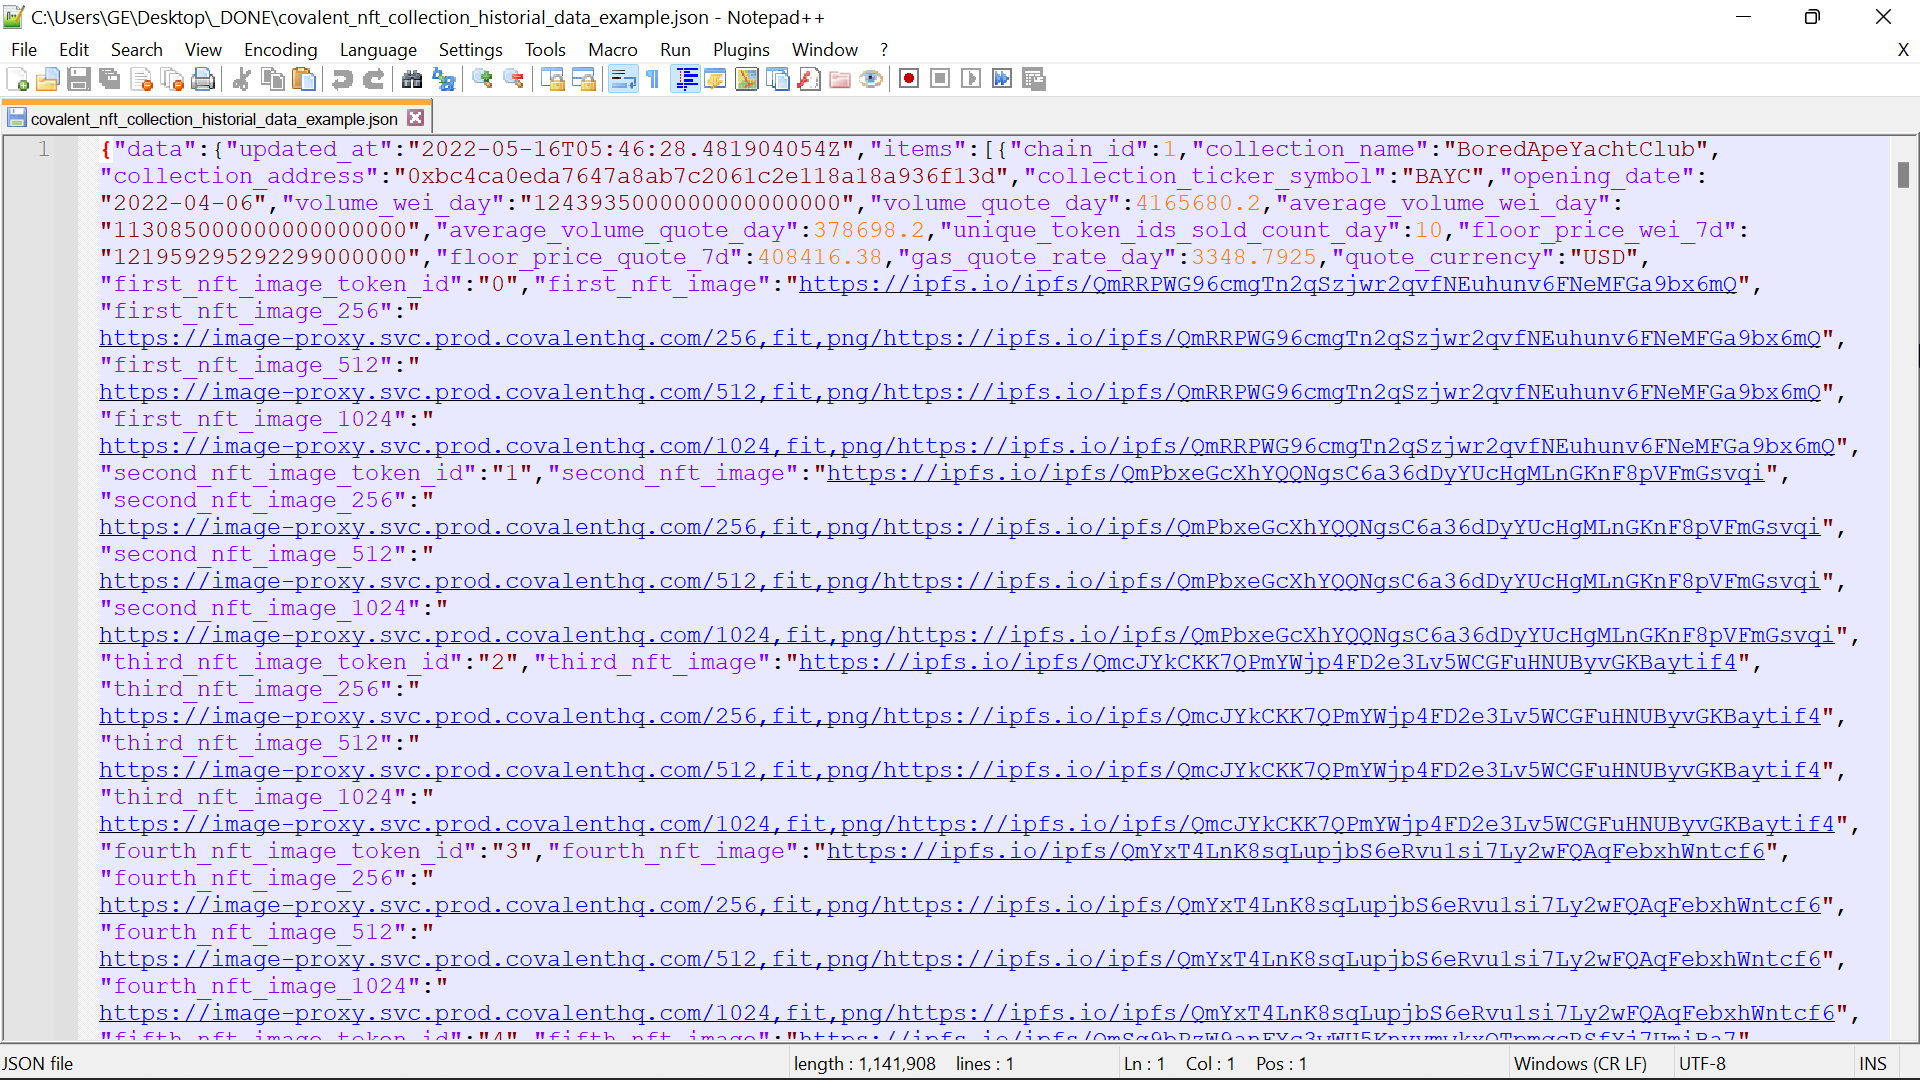 C:\Users\GE\Desktop\_DONE\covalent_nft_collection_historial_data_example.json - Notepad++
File Edit Search View Encoding Language Settings Tools Macro Run Plugins Window ? X
covalent_nft_collection_historial_data_example.json
1 {"data":{"updated_at":"2022-05-16T05:46:28.481904054Z","items":[{"chain_id":1,"collection_name":"BoredApeYachtClub",
"collection_address":"0xbc4ca0eda7647a8ab7c2061c2e118a18a936f13d","collection_ticker_symbol":"BAYC","opening_date":
"2022-04-06","volume_wei_day":"1243935000000000000000","volume_quote_day":4165680.2,"average_volume_wei_day":
"113085000000000000000","average_volume_quote_day":378698.2,"unique_token_ids_sold_count_day":10,"floor_price_wei_7d":
"121959295292299000000","floor_price_quote_7d":408416.38,"gas_quote_rate_day":3348.7925,"quote_currency":"USD",
"first_nft_image_token_id":"0","first_nft_image":"https://ipfs.io/ipfs/QmRRPWG96cmgTn2qSzjwr2qvfNEuhunv6FNeMFGa9bx6mQ",
"first_nft_image_256":"
https://image-proxy.svc.prod.covalenthq.com/256,fit,png/https://ipfs.io/ipfs/QmRRPWG96cmgTn2qSzjwr2qvfNEuhunv6FNeMFGa9bx6mQ",
"first_nft_image_512":"
https://image-proxy.svc.prod.covalenthq.com/512,fit,png/https://ipfs.io/ipfs/QmRRPWG96cmgTn2qSzjwr2qvfNEuhunv6FNeMFGa9bx6mQ",
"first_nft_image_1024":"
https://image-proxy.svc.prod.covalenthq.com/1024,fit,png/https://ipfs.io/ipfs/QmRRPWG96cmgTn2qSzjwr2qvfNEuhunv6FNeMFGa9bx6mQ",
"second_nft_image_token_id":"1","second_nft_image":"https://ipfs.io/ipfs/QmPbxeGcXhYQQNgsC6a36dDyYUcHgMLnGKnF8pVFmGsvqi",
"second_nft_image_256":"
https://image-proxy.svc.prod.covalenthq.com/256,fit,png/https://ipfs.io/ipfs/QmPbxeGcXhYQQNgsC6a36dDyYUcHgMLnGKnF8pVFmGsvqi",
"second_nft_image_512":"
https://image-proxy.svc.prod.covalenthq.com/512,fit,png/https://ipfs.io/ipfs/QmPbxeGcXhYQQNgsC6a36dDyYUcHgMLnGKnF8pVFmGsvqi",
"second_nft_image_1024":"
https://image-proxy.svc.prod.covalenthq.com/1024,fit,png/https://ipfs.io/ipfs/QmPbxeGcXhYQQNgsC6a36dDyYUcHgMLnGKnF8pVFmGsvqi",
"third_nft_image_token_id":"2","third_nft_image":"https://ipfs.io/ipfs/QmcJYkCKK7QPmYWjp4FD2e3Lv5WCGFuHNUByvGKBaytif4",
"third_nft_image_256":"
https://image-proxy.svc.prod.covalenthq.com/256,fit,png/https://ipfs.io/ipfs/QmcJYkCKK7QPmYWjp4FD2e3Lv5WCGFuHNUByvGKBaytif4",
"third_nft_image_512":"
https://image-proxy.svc.prod.covalenthq.com/512,fit,png/https://ipfs.io/ipfs/QmcJYkCKK7QPmYWjp4FD2e3Lv5WCGFuHNUByvGKBaytif4",
"third_nft_image_1024":"
https://image-proxy.svc.prod.covalenthq.com/1024,fit,png/https://ipfs.io/ipfs/QmcJYkCKK7QPmYWjp4FD2e3Lv5WCGFuHNUByvGKBaytif4",
"fourth_nft_image_token_id":"3","fourth_nft_image":"https://ipfs.io/ipfs/QmYxT4LnK8sqLupjbS6eRvu1si7Ly2wFQAqFebxhWntcf6",
"fourth_nft_image_256":"
https://image-proxy.svc.prod.covalenthq.com/256,fit,png/https://ipfs.io/ipfs/QmYxT4LnK8sqLupjbS6eRvu1si7Ly2wFQAqFebxhWntcf6",
"fourth_nft_image_512":"
https://image-proxy.svc.prod.covalenthq.com/512,fit,png/https://ipfs.io/ipfs/QmYxT4LnK8sqLupjbS6eRvu1si7Ly2wFQAqFebxhWntcf6",
"fourth_nft_image_1024":"
https://image-proxy.svc.prod.covalenthq.com/1024,fit,png/https://ipfs.io/ipfs/QmYxT4LnK8sqLupjbS6eRvu1si7Ly2wFQAqFebxhWntcf6",
"fifth_nft_image_token_id":"4","fifth_nft_image":
JSON file length : 1,141,908 lines : 1 Ln : 1 Col : 1 Pos : 1 Windows (CR LF) UTF-8 INS